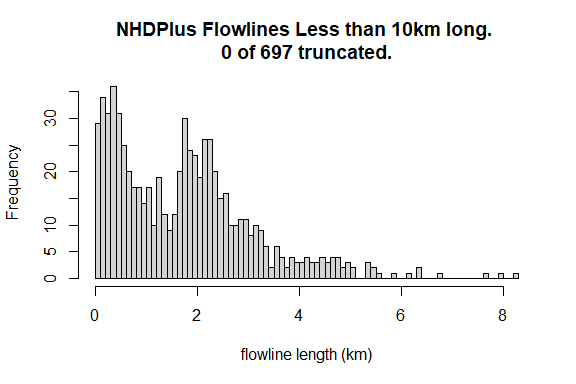 NHDPlus Flowlines Less than 10km long.
0 of 697 truncated.
Frequency
30
20
10
5
0
0 2 4 6 8
flowline length (km)